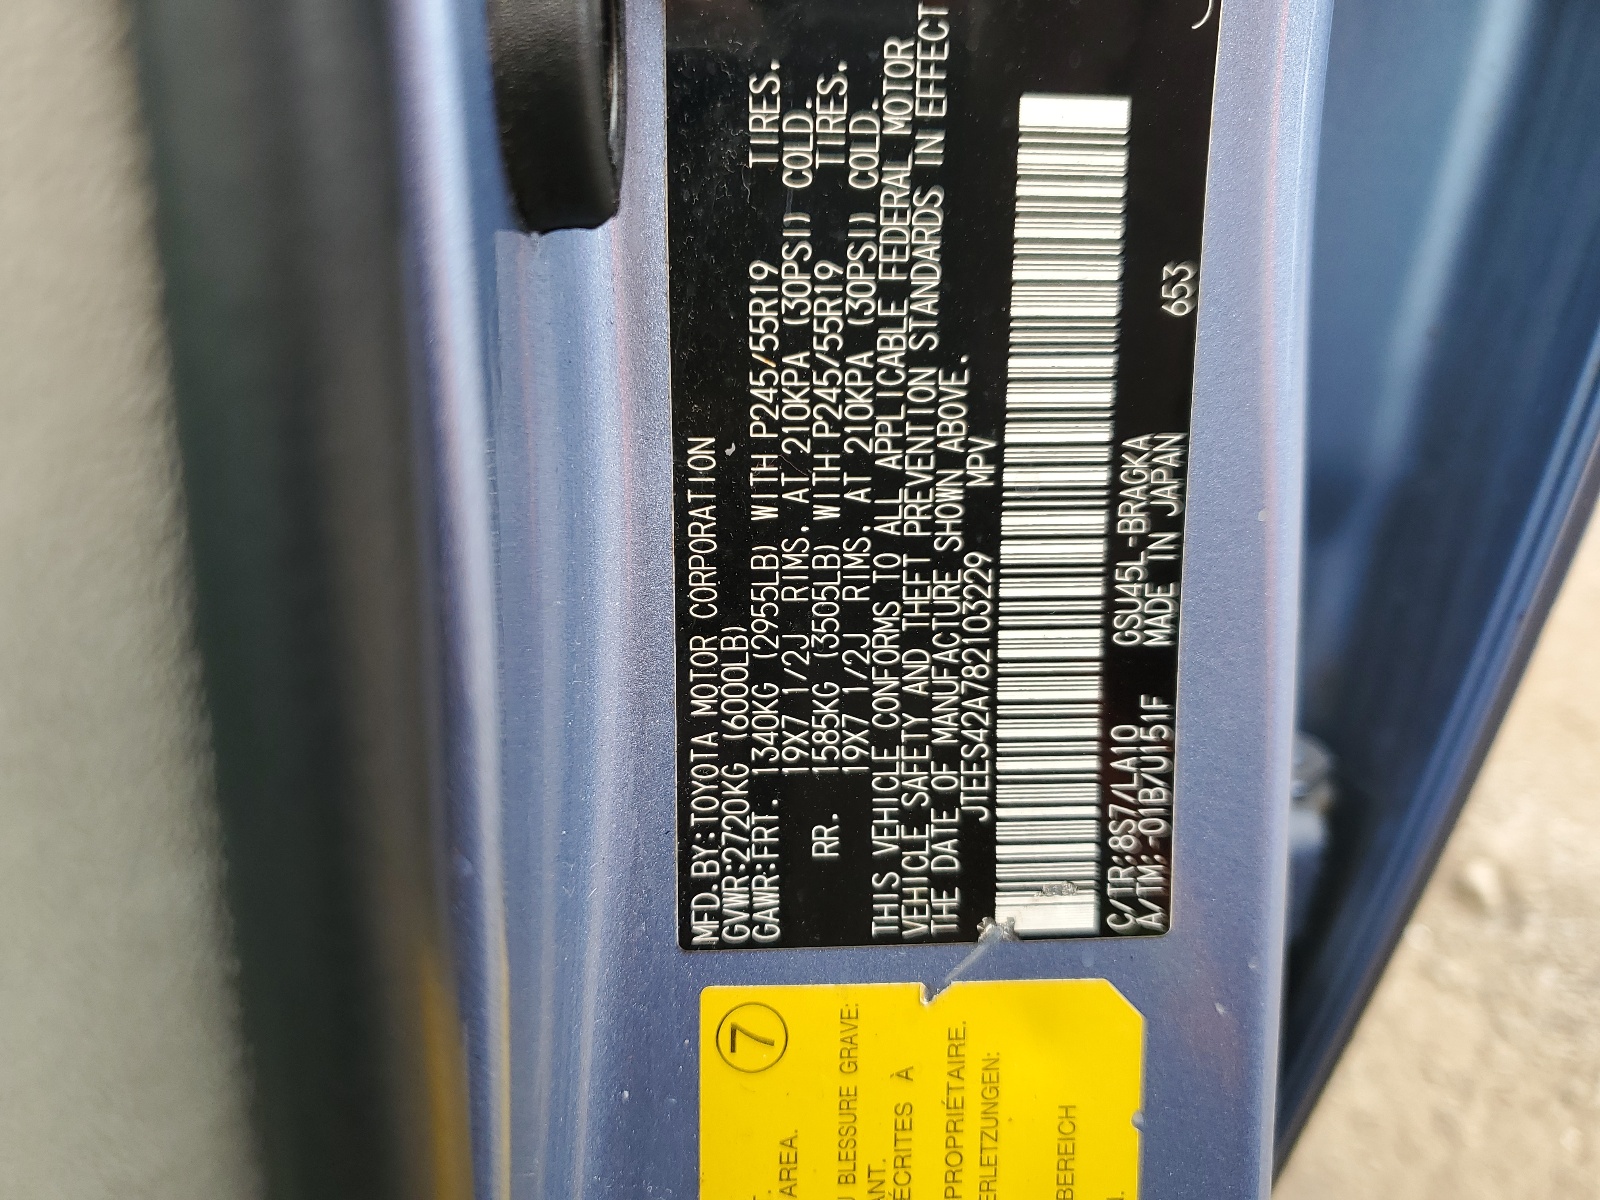 MFD.BY:TOYOTA MOTOR CORPORATION
GVWR:2720KG (6000LB)
GAWR:FRT. 1340KG (2955LB) WITH P245/55R19 TIRES.
19X7 1/2J RIMS. AT 210KPA (30PSI) COLD.
RR. 1585KG (3505LB) WITH P245/55R19 TIRES.
19X7 1/2J RIMS. AT 210KPA (30PSI) COLD.
THIS VEHICLE CONFORMS TO ALL APPLICABLE FEDERAL MOTOR
VEHICLE SAFETY AND THEFT PREVENTION STANDARDS IN EFFECT
THE DATE OF MANUFACTURE SHOWN ABOVE.
JTEES42A782103229 MPV
C/TR:8S7/LA10 GSU45L-BRAGKA
A/TM:-01B/U151F MADE IN JAPAN 653
7
AREA.
BLESSURE GRAVE:
ANT.
ÉCRITES À
PROPRIÉTAIRE.
ERLETZUNGEN:
BEREICH